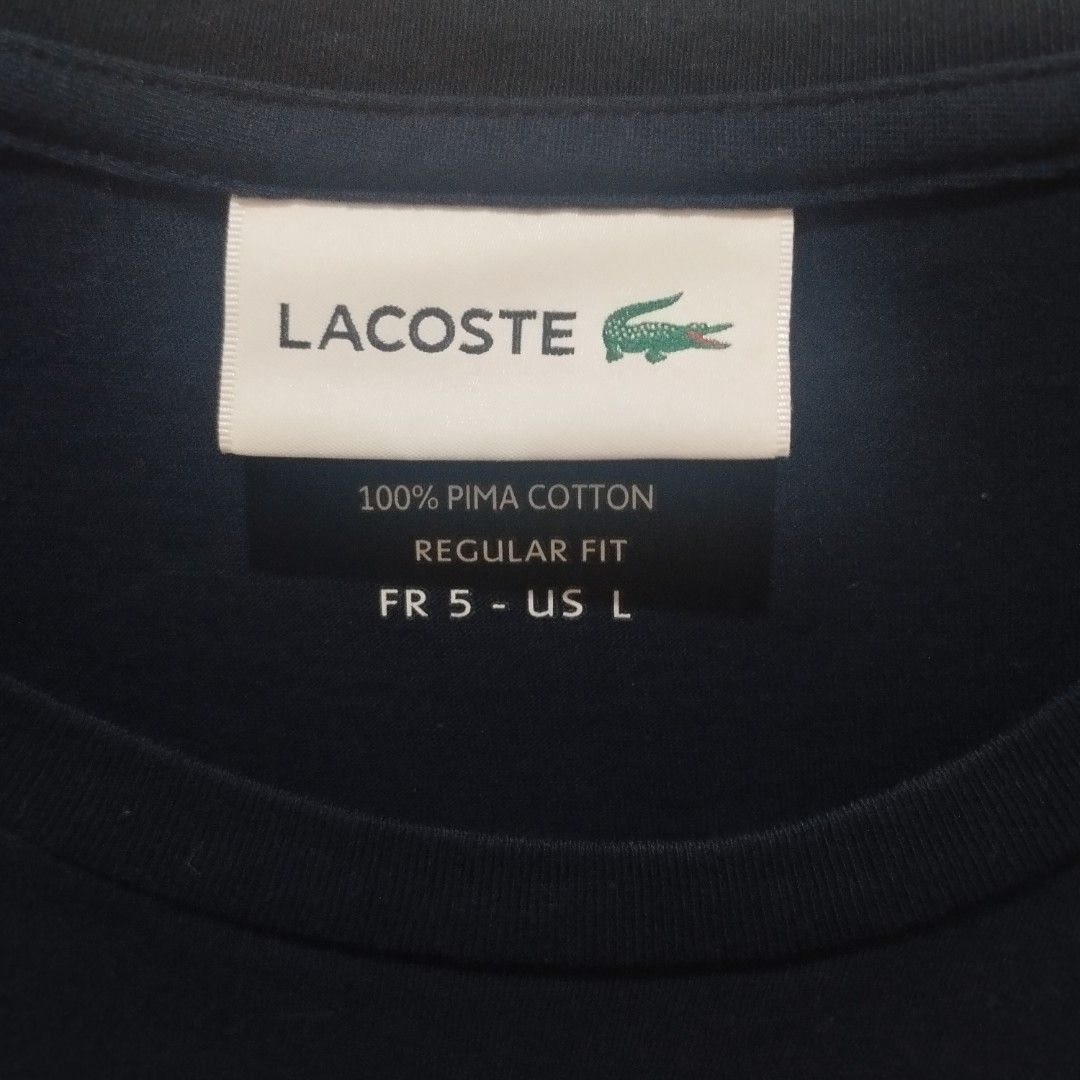 LACOSTE
100% PIMA COTTON
REGULAR FIT
FR 5 - US L